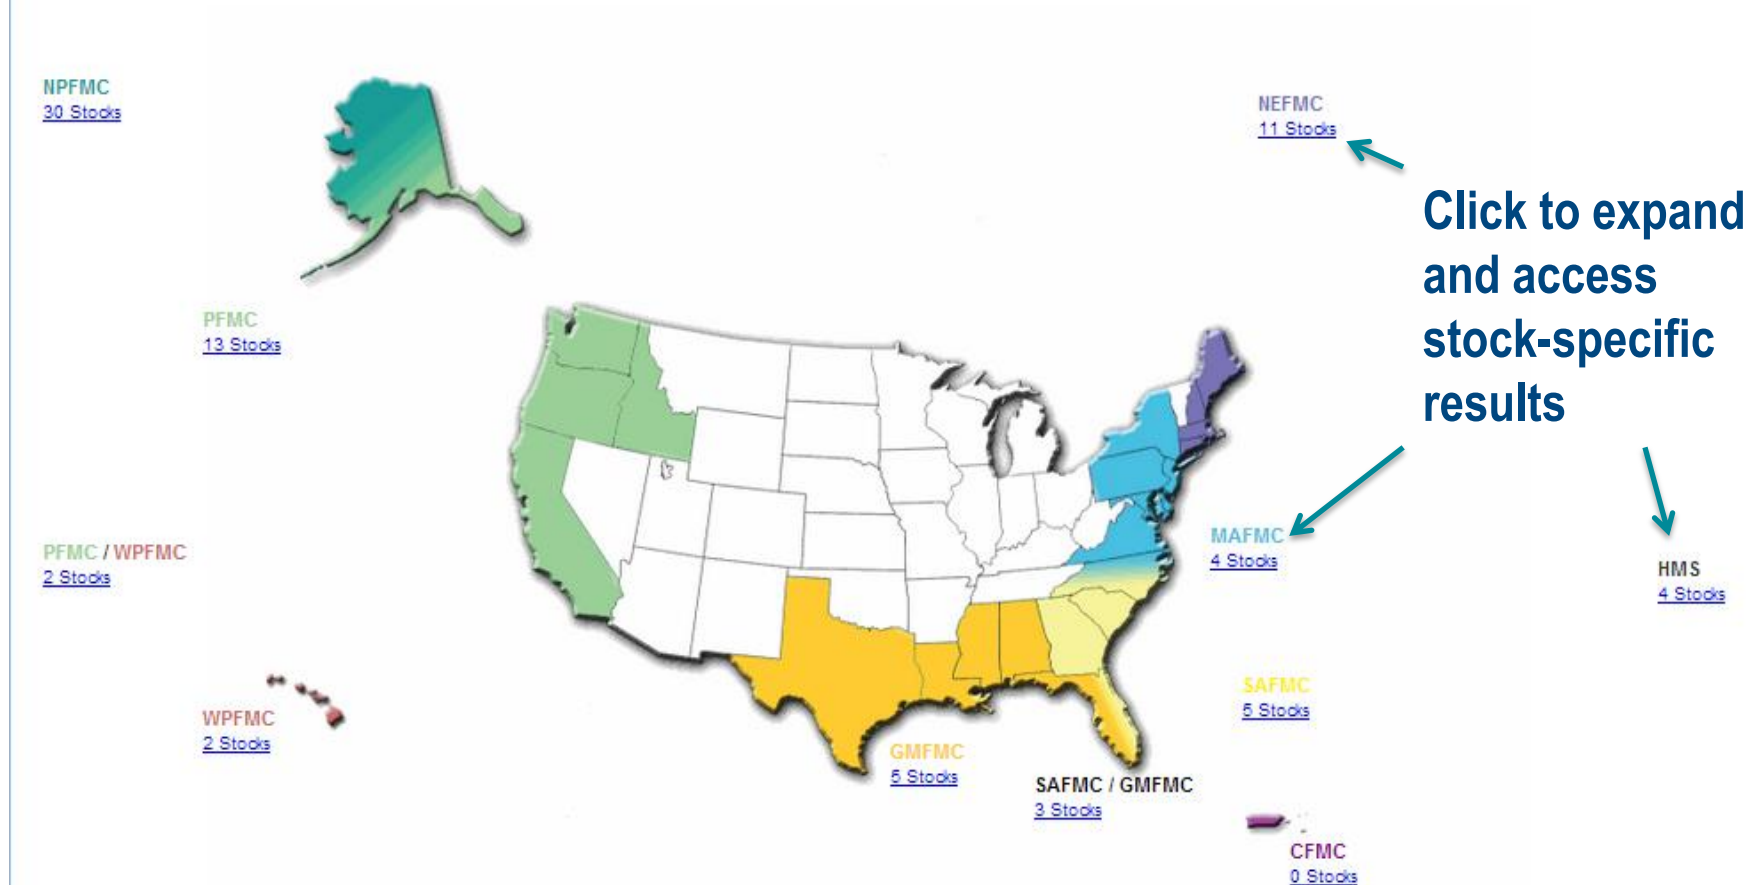 NPFMC
30 Stocks
NEFMC
11 Stocks
Click to expand
and access
stock-specific
results
PFMC
13 Stocks
PFMC / WPFMC
2 Stocks
MAFMC
4 Stocks
HMS
4 Stocks
WPFMC
2 Stocks
SAFMC
5 Stocks
GMFMC
5 Stocks
SAFMC / GMFMC
3 Stocks
CFMC
0 Stocks